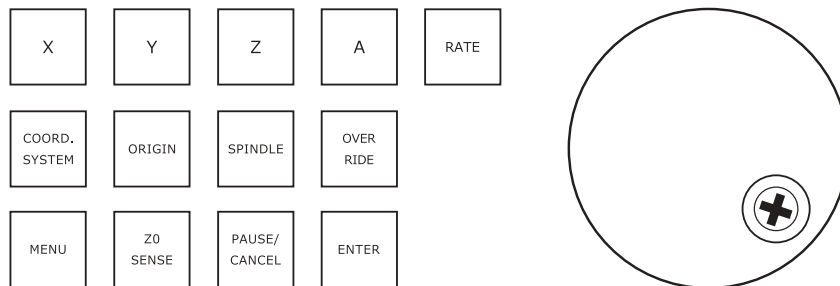 X
Y
Z
A
RATE
COORD.
SYSTEM
ORIGIN
SPINDLE
OVER
RIDE
MENU
Z0
SENSE
PAUSE/
CANCEL
ENTER